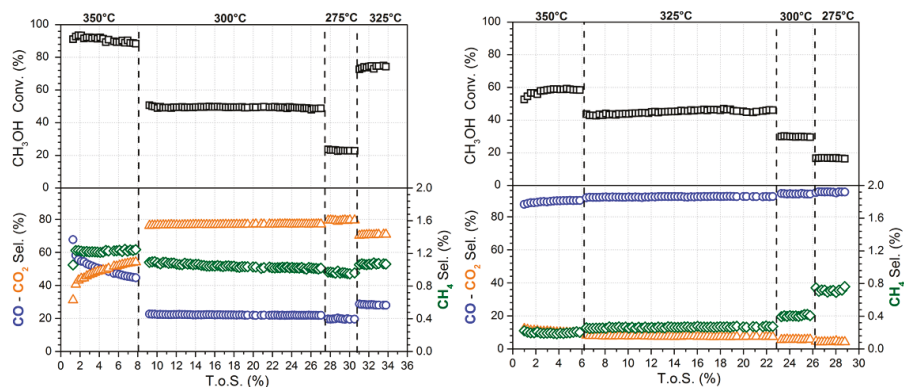 350°C 300°C 275°C 325°C
100
80
60
40
20
0
CH3OH Conv. (%)
80
60
40
20
0
CO - CO2 Sel. (%)
2.0
1.6
1.2
0.8
0.4
0.0
CH4 Sel. (%)
0 2 4 6 8 10 12 14 16 18 20 22 24 26 28 30 32 34 36
T.o.S. (%)
350°C 325°C 300°C 275°C
100
80
60
40
20
0
CH3OH Conv. (%)
80
60
40
20
0
CO - CO2 Sel. (%)
2.0
1.6
1.2
0.8
0.4
0.0
CH4 Sel. (%)
0 2 4 6 8 10 12 14 16 18 20 22 24 26 28 30
T.o.S. (%)